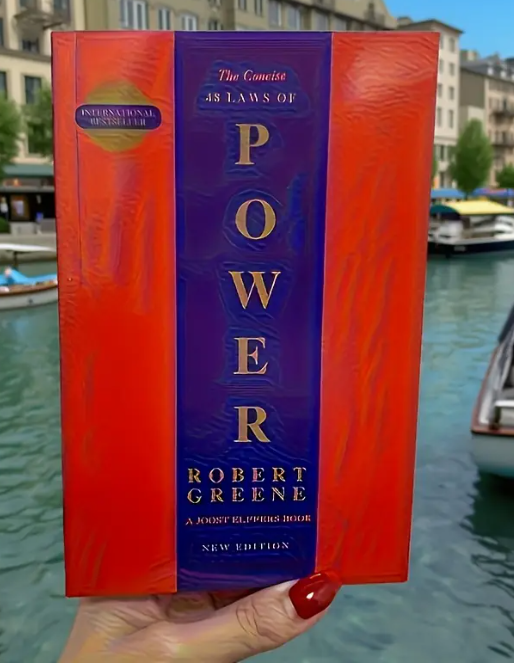 The Concise
48 LAWS OF
POWER
INTERNATIONAL
BESTSELLER
ROBERT
GREENE
A JOOST ELFFERS BOOK
NEW EDITION